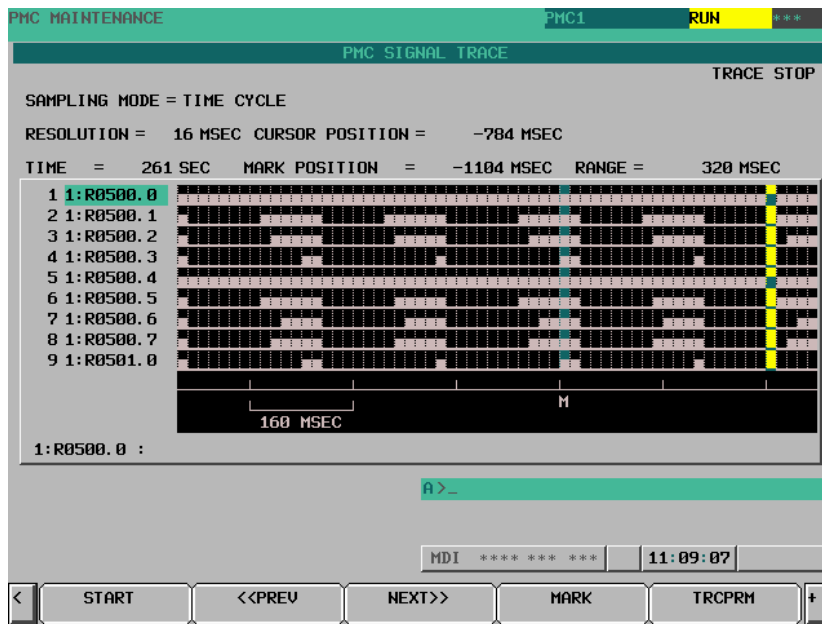 PMC MAINTENANCE PMC1 RUN ***
PMC SIGNAL TRACE
TRACE STOP
SAMPLING MODE = TIME CYCLE
RESOLUTION = 16 MSEC CURSOR POSITION = -784 MSEC
TIME = 261 SEC MARK POSITION = -1104 MSEC RANGE = 320 MSEC
1 1:R0500.0
2 1:R0500.1
3 1:R0500.2
4 1:R0500.3
5 1:R0500.4
6 1:R0500.5
7 1:R0500.6
8 1:R0500.7
9 1:R0501.0
M
160 MSEC
1:R0500.0 :
A>_
MDI **** *** *** 11:09:07
< START <<PREV NEXT>> MARK TRCPRM +